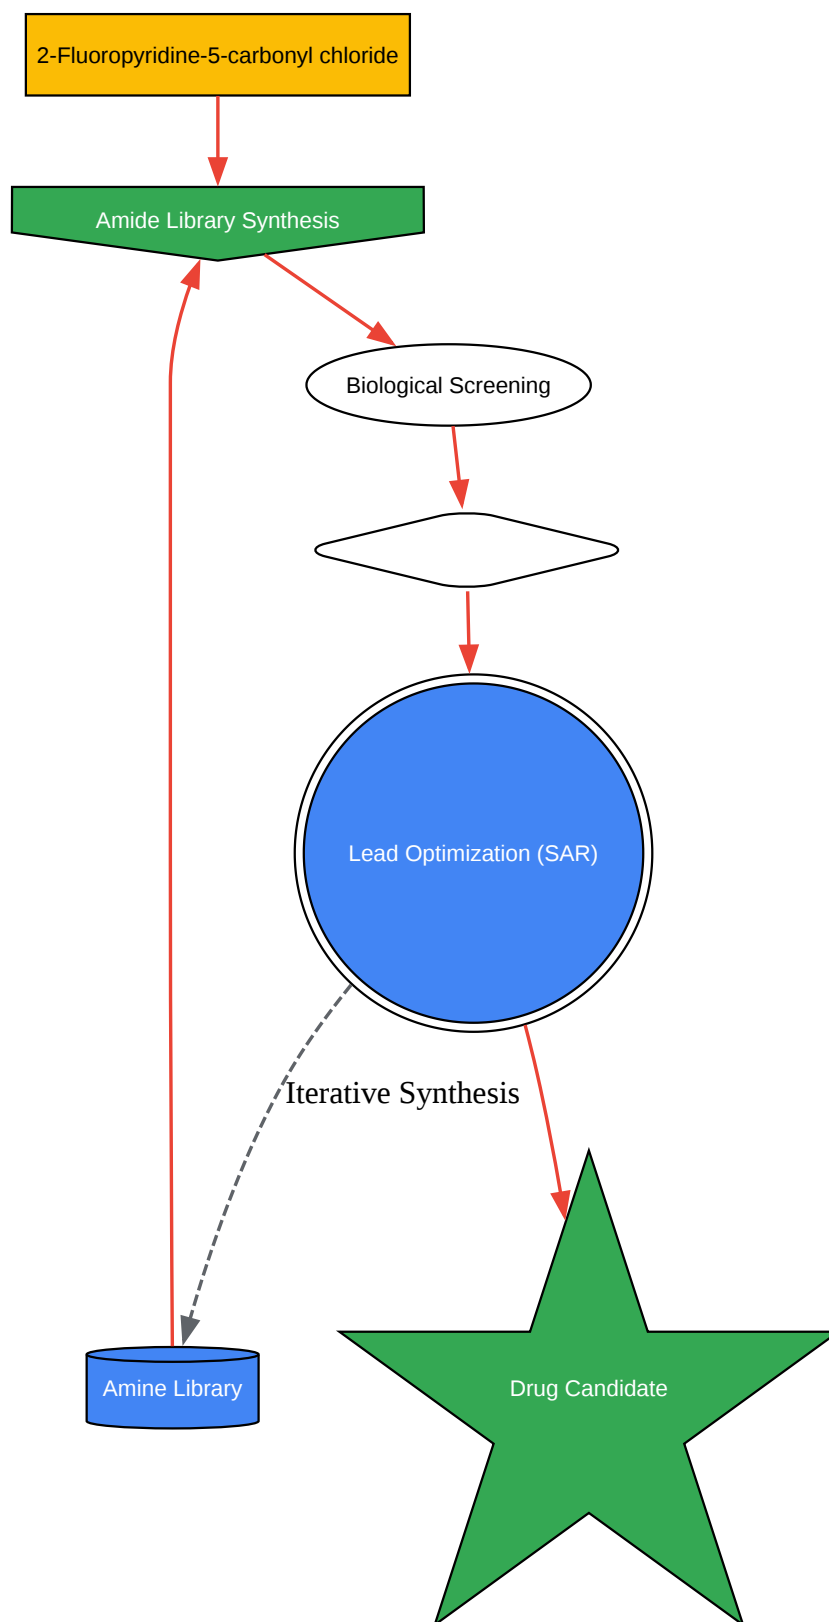 2-Fluoropyridine-5-carbonyl chloride
Amide Library Synthesis
Biological Screening
Lead Optimization (SAR)
Iterative Synthesis
Amine Library
Drug Candidate